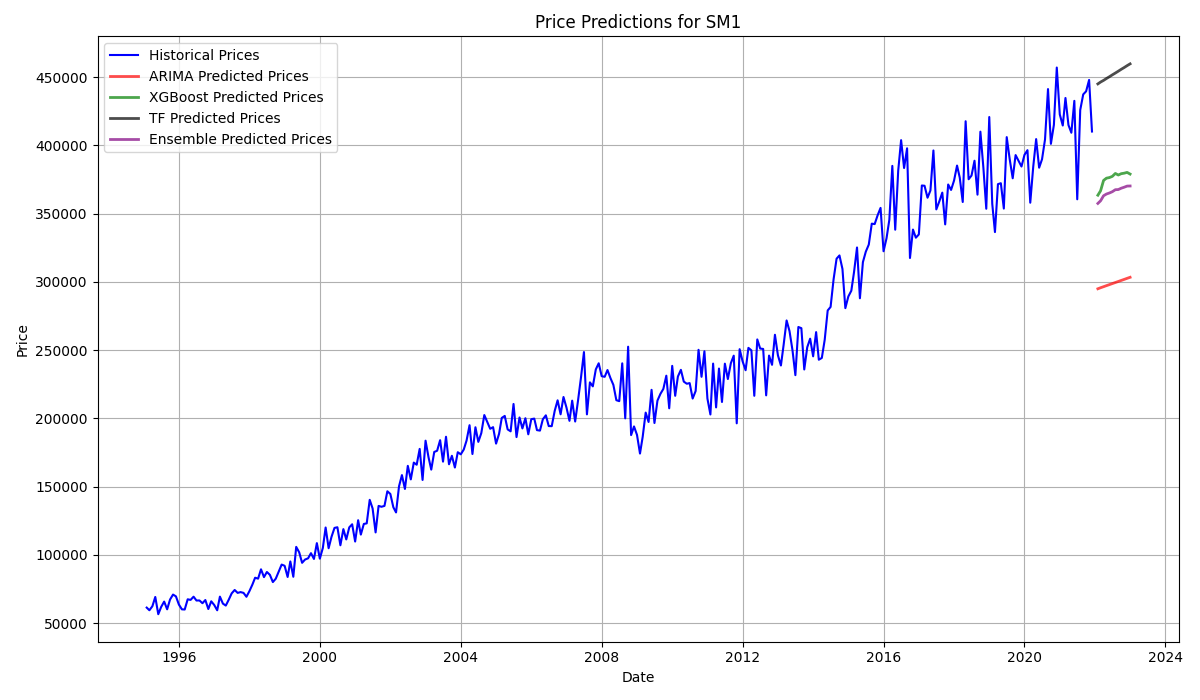 Price Predictions for SM1
Historical Prices
ARIMA Predicted Prices
XGBoost Predicted Prices
TF Predicted Prices
Ensemble Predicted Prices
Price
450000
400000
350000
300000
250000
200000
150000
100000
50000
1996 2000 2004 2008 2012 2016 2020 2024
Date